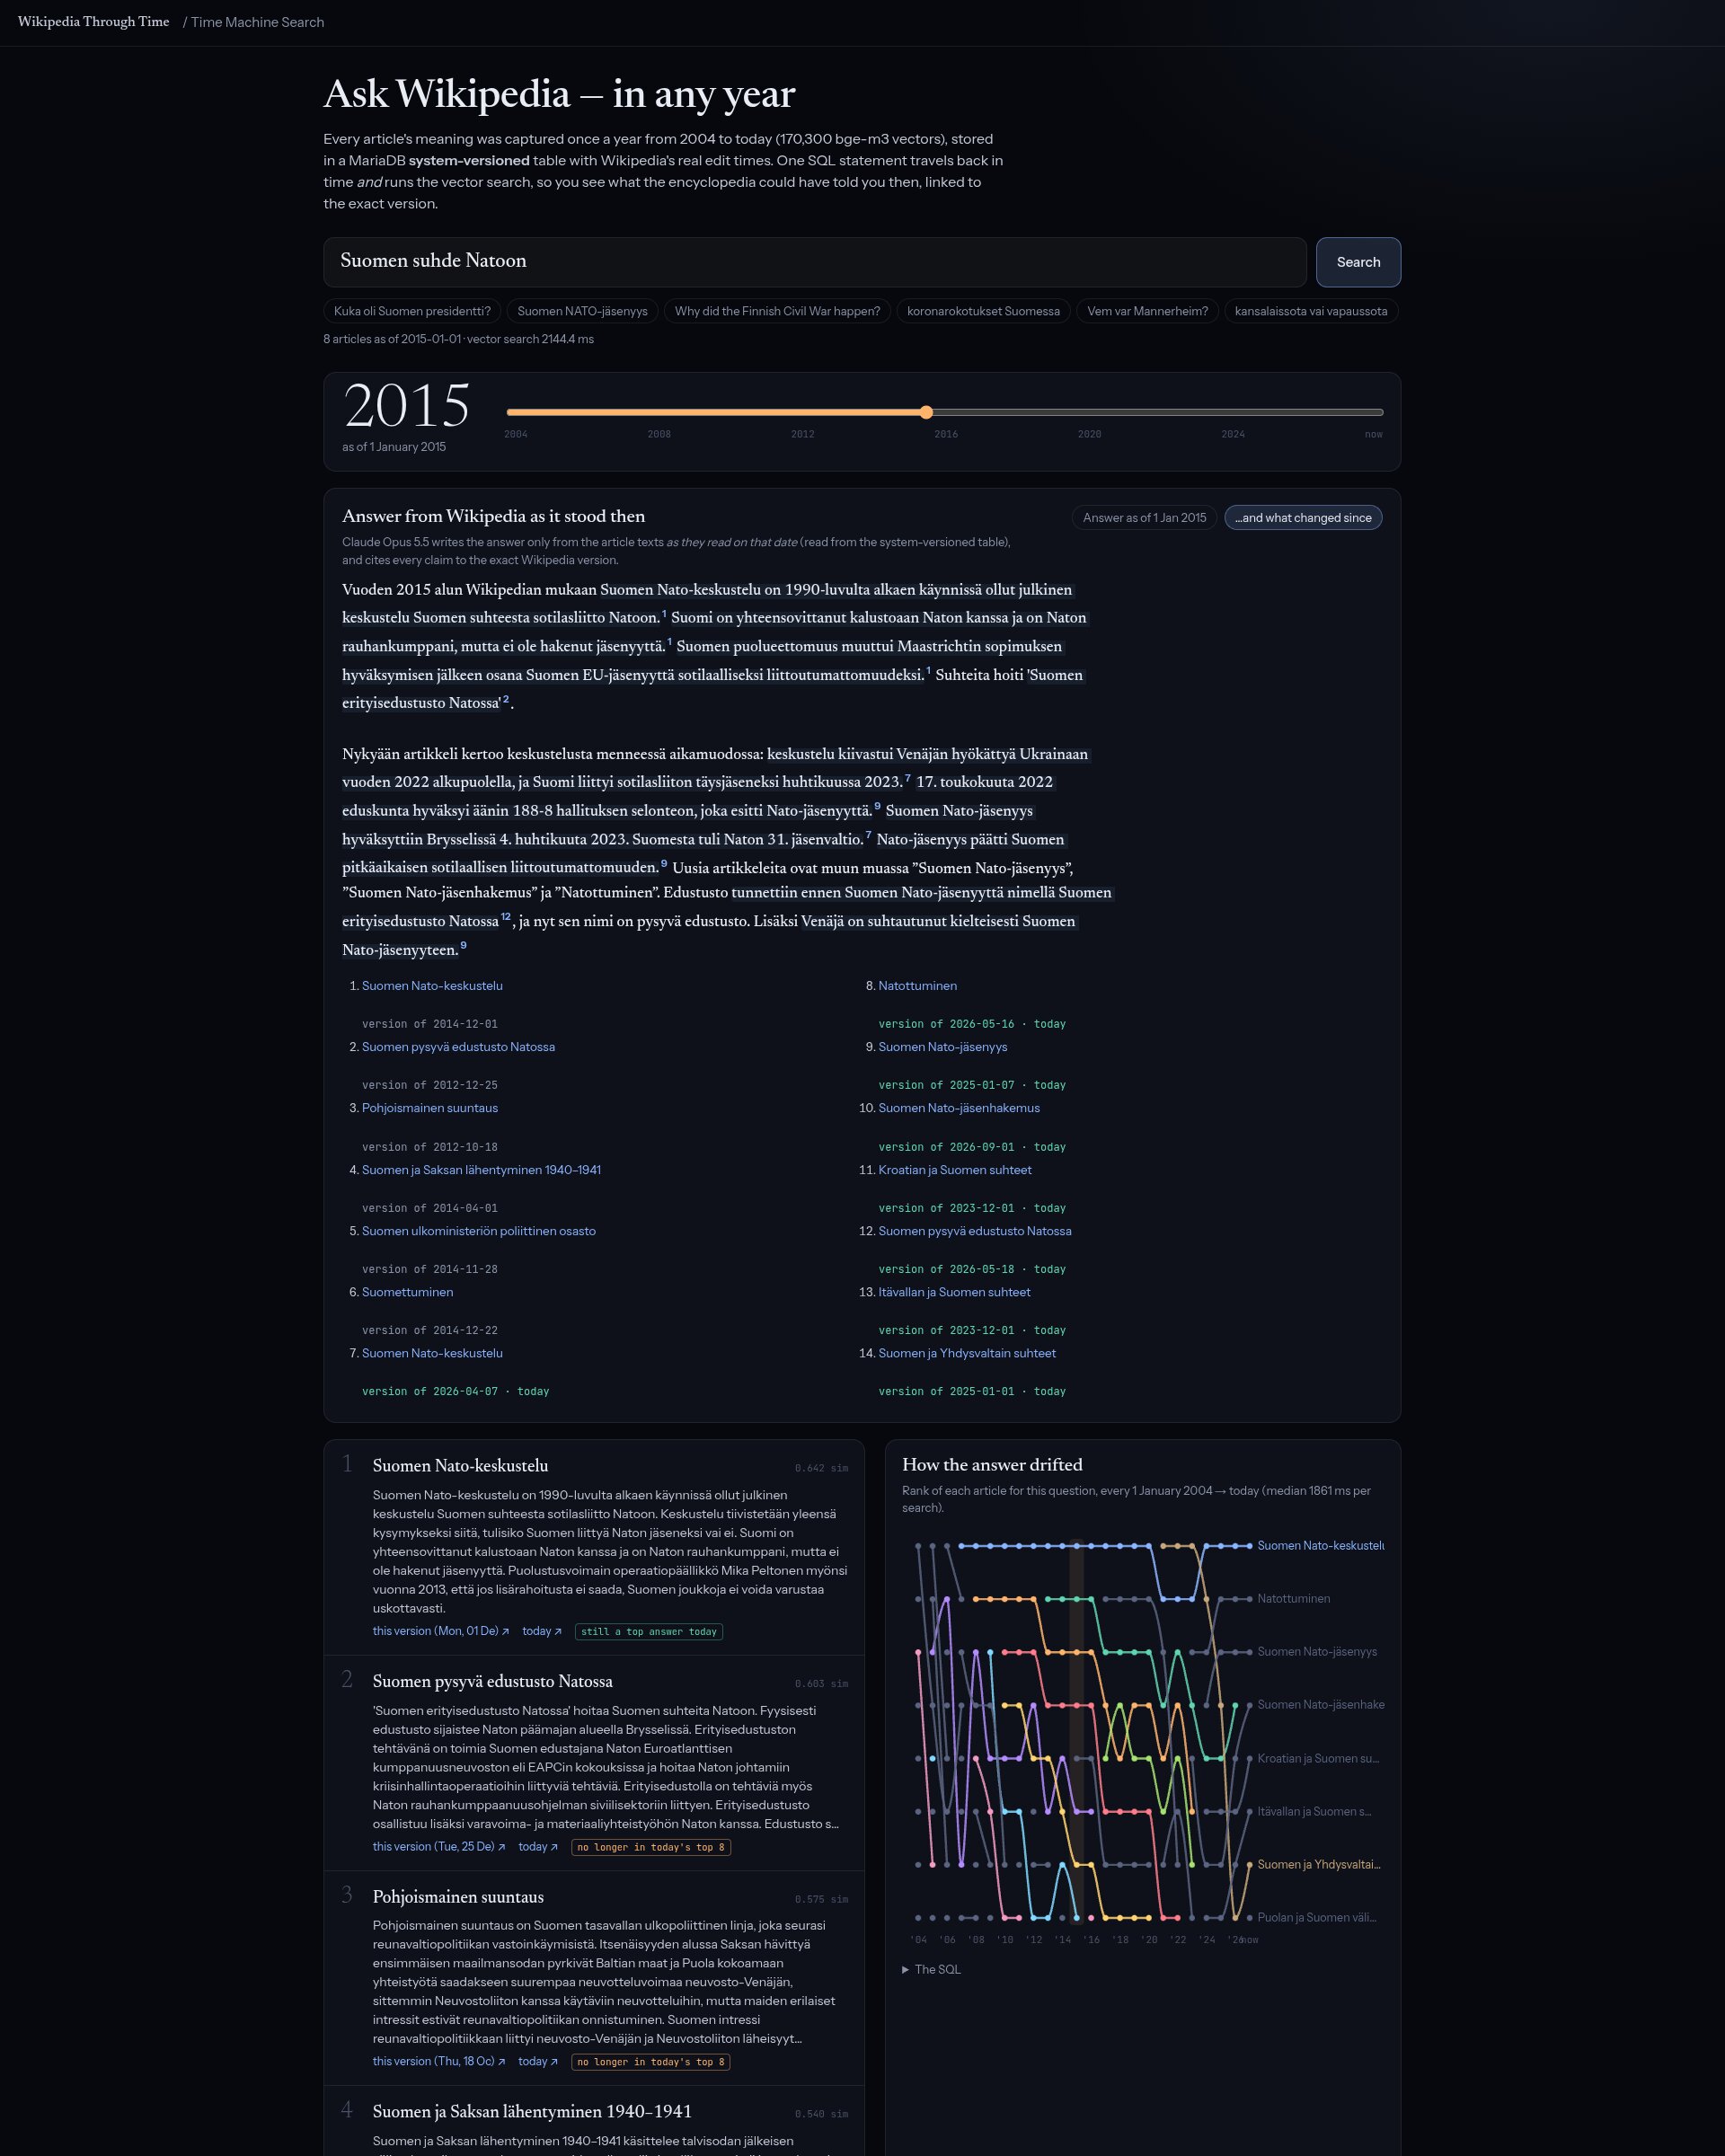 Wikipedia Through Time / Time Machine Search
Ask Wikipedia — in any year
Every article's meaning was captured once a year from 2004 to today (170,300 bge-m3 vectors), stored
in a MariaDB system-versioned table with Wikipedia's real edit times. One SQL statement travels back in
time and runs the vector search, so you see what the encyclopedia could have told you then, linked to
the exact version.
Suomen suhde Natoon
Search
Kuka oli Suomen presidentti?
Suomen NATO-jäsenyys
Why did the Finnish Civil War happen?
koronarokotukset Suomessa
Vem var Mannerheim?
kansalaissota vai vapaussota
8 articles as of 2015-01-01 · vector search 2144.4 ms
2015
as of 1 January 2015
2004 2008 2012 2016 2020 2024 now
Answer from Wikipedia as it stood then
Answer as of 1 Jan 2015
...and what changed since
Claude Opus 5.5 writes the answer only from the article texts as they read on that date (read from the system-versioned table),
and cites every claim to the exact Wikipedia version.
Vuoden 2015 alun Wikipedian mukaan Suomen Nato-keskustelu on 1990-luvulta alkaen käynnissä ollut julkinen
keskustelu Suomen suhteesta sotilasliitto Natoon. 1 Suomi on yhteensovittanut kalustoaan Naton kanssa ja on Naton
rauhankumppani, mutta ei ole hakenut jäsenyyttä. 1 Suomen puolueettomuus muuttui Maastrichtin sopimuksen
hyväksymisen jälkeen osana Suomen EU-jäsenyyttä sotilaalliseksi liittoutumattomuudeksi. 1 Suhteita hoiti 'Suomen
erityisedustusto Natossa' 2.
Nykyään artikkeli kertoo keskustelusta menneessä aikamuodossa: keskustelu kiivastui Venäjän hyökättyä Ukrainaan
vuoden 2022 alkupuolella, ja Suomi liittyi sotilasliiton täysjäseneksi huhtikuussa 2023. 7 17. toukokuuta 2022
eduskunta hyväksyi äänin 188-8 hallituksen selonteon, joka esitti Nato-jäsenyyttä. 9 Suomen Nato-jäsenyys
hyväksyttiin Brysselissä 4. huhtikuuta 2023. Suomesta tuli Naton 31. jäsenvaltio. 7 Nato-jäsenyys päätti Suomen
pitkäaikaisen sotilaallisen liittoutumattomuuden. 9 Uusia artikkeleita ovat muun muassa ”Suomen Nato-jäsenyys”,
”Suomen Nato-jäsenhakemus” ja ”Natottuminen”. Edustusto tunnettiin ennen Suomen Nato-jäsenyyttä nimellä Suomen
erityisedustusto Natossa 12, ja nyt sen nimi on pysyvä edustusto. Lisäksi Venäjä on suhtautunut kielteisesti Suomen
Nato-jäsenyyteen. 9
1. Suomen Nato-keskustelu
version of 2014-12-01
2. Suomen pysyvä edustusto Natossa
version of 2012-12-25
3. Pohjoismainen suuntaus
version of 2012-10-18
4. Suomen ja Saksan lähentyminen 1940–1941
version of 2014-04-01
5. Suomen ulkoministeriön poliittinen osasto
version of 2014-11-28
6. Suomettuminen
version of 2014-12-22
7. Suomen Nato-keskustelu
version of 2026-04-07 · today
8. Natottuminen
version of 2026-05-16 · today
9. Suomen Nato-jäsenyys
version of 2025-01-07 · today
10. Suomen Nato-jäsenhakemus
version of 2026-09-01 · today
11. Kroatian ja Suomen suhteet
version of 2023-12-01 · today
12. Suomen pysyvä edustusto Natossa
version of 2026-05-18 · today
13. Itävallan ja Suomen suhteet
version of 2023-12-01 · today
14. Suomen ja Yhdysvaltain suhteet
version of 2025-01-01 · today
1 Suomen Nato-keskustelu 0.642 sim
Suomen Nato-keskustelu on 1990-luvulta alkaen käynnissä ollut julkinen
keskustelu Suomen suhteesta sotilasliitto Natoon. Keskustelu tiivistetään yleensä
kysymykseksi siitä, tulisiko Suomen liittyä Naton jäseneksi vai ei. Suomi on
yhteensovittanut kalustoaan Naton kanssa ja on Naton rauhankumppani, mutta ei
ole hakenut jäsenyyttä. Puolustusvoimain operaatiopäällikkö Mika Peltonen myönsi
vuonna 2013, että jos lisärahoitusta ei saada, Suomen joukkoja ei voida varustaa
uskottavasti.
this version (Mon, 01 De) ↗ today ↗ still a top answer today
2 Suomen pysyvä edustusto Natossa 0.603 sim
'Suomen erityisedustusto Natossa' hoitaa Suomen suhteita Natoon. Fyysisesti
edustusto sijaistee Naton päämajan alueella Brysselissä. Erityisedustuston
tehtävänä on toimia Suomen edustajana Naton Euroatlanttisen
kumppanuusneuvoston eli EAPCin kokouksissa ja hoitaa Naton johtamiin
kriisinhallintaoperaatioihin liittyviä tehtäviä. Erityisedustolla on tehtäviä myös
Naton rauhankumppaanuusohjelman siviilisektoriin liittyen. Erityisedustusto
osallistuu lisäksi varavoima- ja materiaaliyhteistyöhön Naton kanssa. Edustusto s...
this version (Tue, 25 De) ↗ today ↗ no longer in today's top 8
3 Pohjoismainen suuntaus 0.575 sim
Pohjoismainen suuntaus on Suomen tasavallan ulkopoliittinen linja, joka seurasi
reunavaltiopolitiikan vastoinkäymisistä. Itsenäisyyden alussa Saksan hävittyä
ensimmäisen maailmansodan pyrkivät Baltian maat ja Puola kokoamaan
yhteistyötä saadakseen suurempaa neuvotteluvoimaa neuvosto-Venäjän,
sittemmin Neuvostoliiton kanssa käytäviin neuvotteluihin, mutta maiden erilaiset
intressit estivät reunavaltiopolitiikan onnistuminen. Suomen intressi
reunavaltiopolitiikkaan liittyi neuvosto-Venäjän ja Neuvostoliiton läheisyyt...
this version (Thu, 18 Oc) ↗ today ↗ no longer in today's top 8
4 Suomen ja Saksan lähentyminen 1940–1941 0.540 sim
Suomen ja Saksan lähentyminen 1940–1941 käsittelee talvisodan jälkeisen
How the answer drifted
Rank of each article for this question, every 1 January 2004 → today (median 1861 ms per
search).
Suomen Nato-keskustelu
Natottuminen
Suomen Nato-jäsenyys
Suomen Nato-jäsenhake
Kroatian ja Suomen su...
Itävallan ja Suomen s...
Suomen ja Yhdysvaltai...
Puolan ja Suomen väli...
'04 '06 '08 '10 '12 '14 '16 '18 '20 '22 '24 '26 now
▶ The SQL